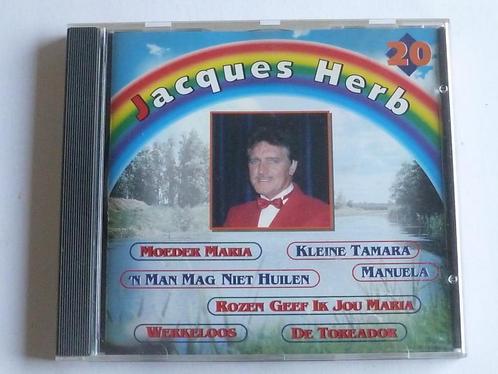 20
Jacques Herb
Moeder Maria
Kleine Tamara
'n Man Mag Niet Huilen
Manuela
Rozen Geef Ik Jou Maria
Werkeloos
De Toreador